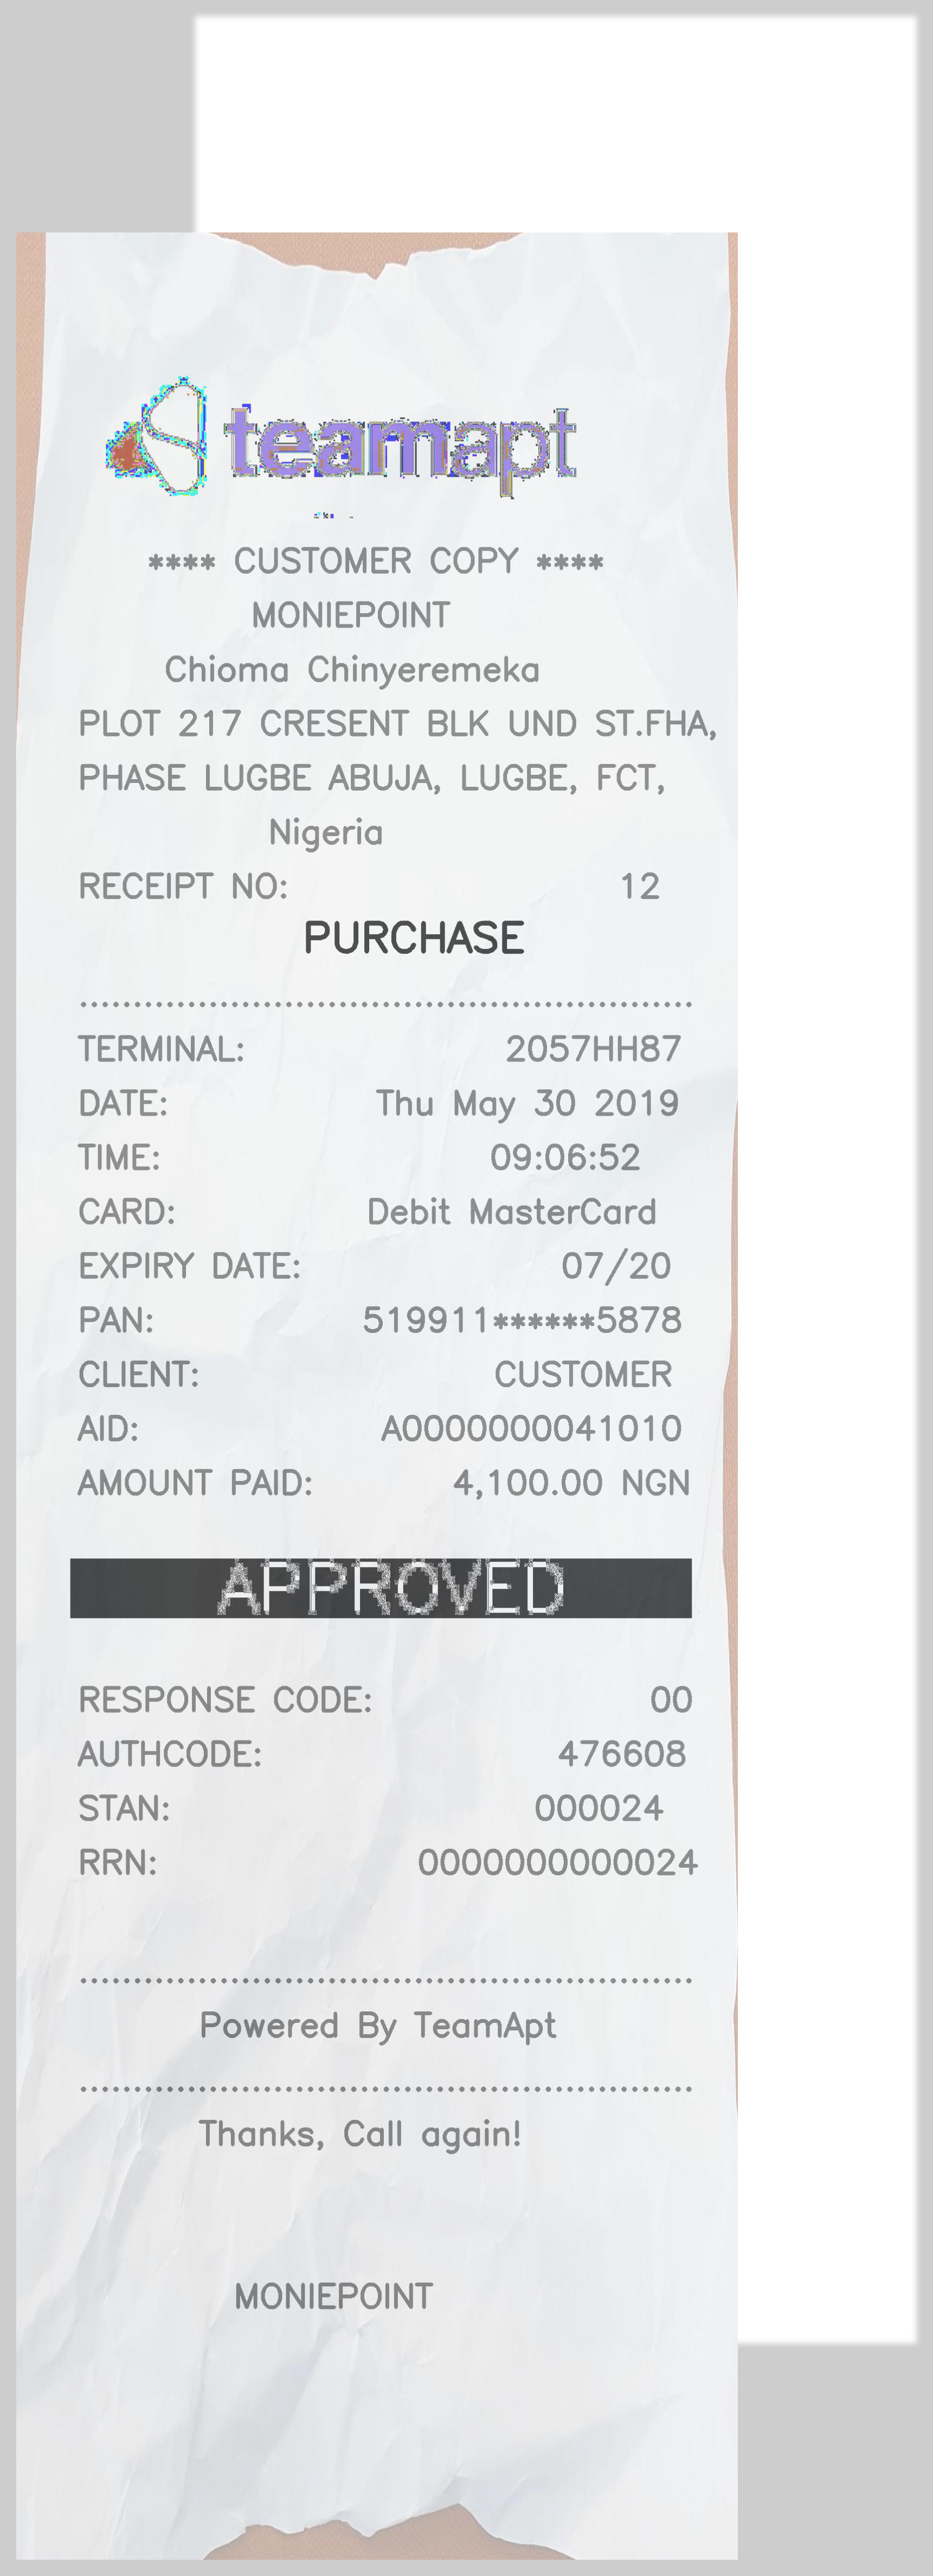 teamapt
**** CUSTOMER COPY ****
MONIEPOINT
Chioma Chinyeremeka
PLOT 217 CRESENT BLK UND ST.FHA,
PHASE LUGBE ABUJA, LUGBE, FCT,
Nigeria
RECEIPT NO: 12
PURCHASE
TERMINAL: 2057HH87
DATE: Thu May 30 2019
TIME: 09:06:52
CARD: Debit MasterCard
EXPIRY DATE: 07/20
PAN: 519911******5878
CLIENT: CUSTOMER
AID: A0000000041010
AMOUNT PAID: 4,100.00 NGN
APPROVED
RESPONSE CODE: 00
AUTHCODE: 476608
STAN: 000024
RRN: 0000000000024
Powered By TeamApt
Thanks, Call again!
MONIEPOINT